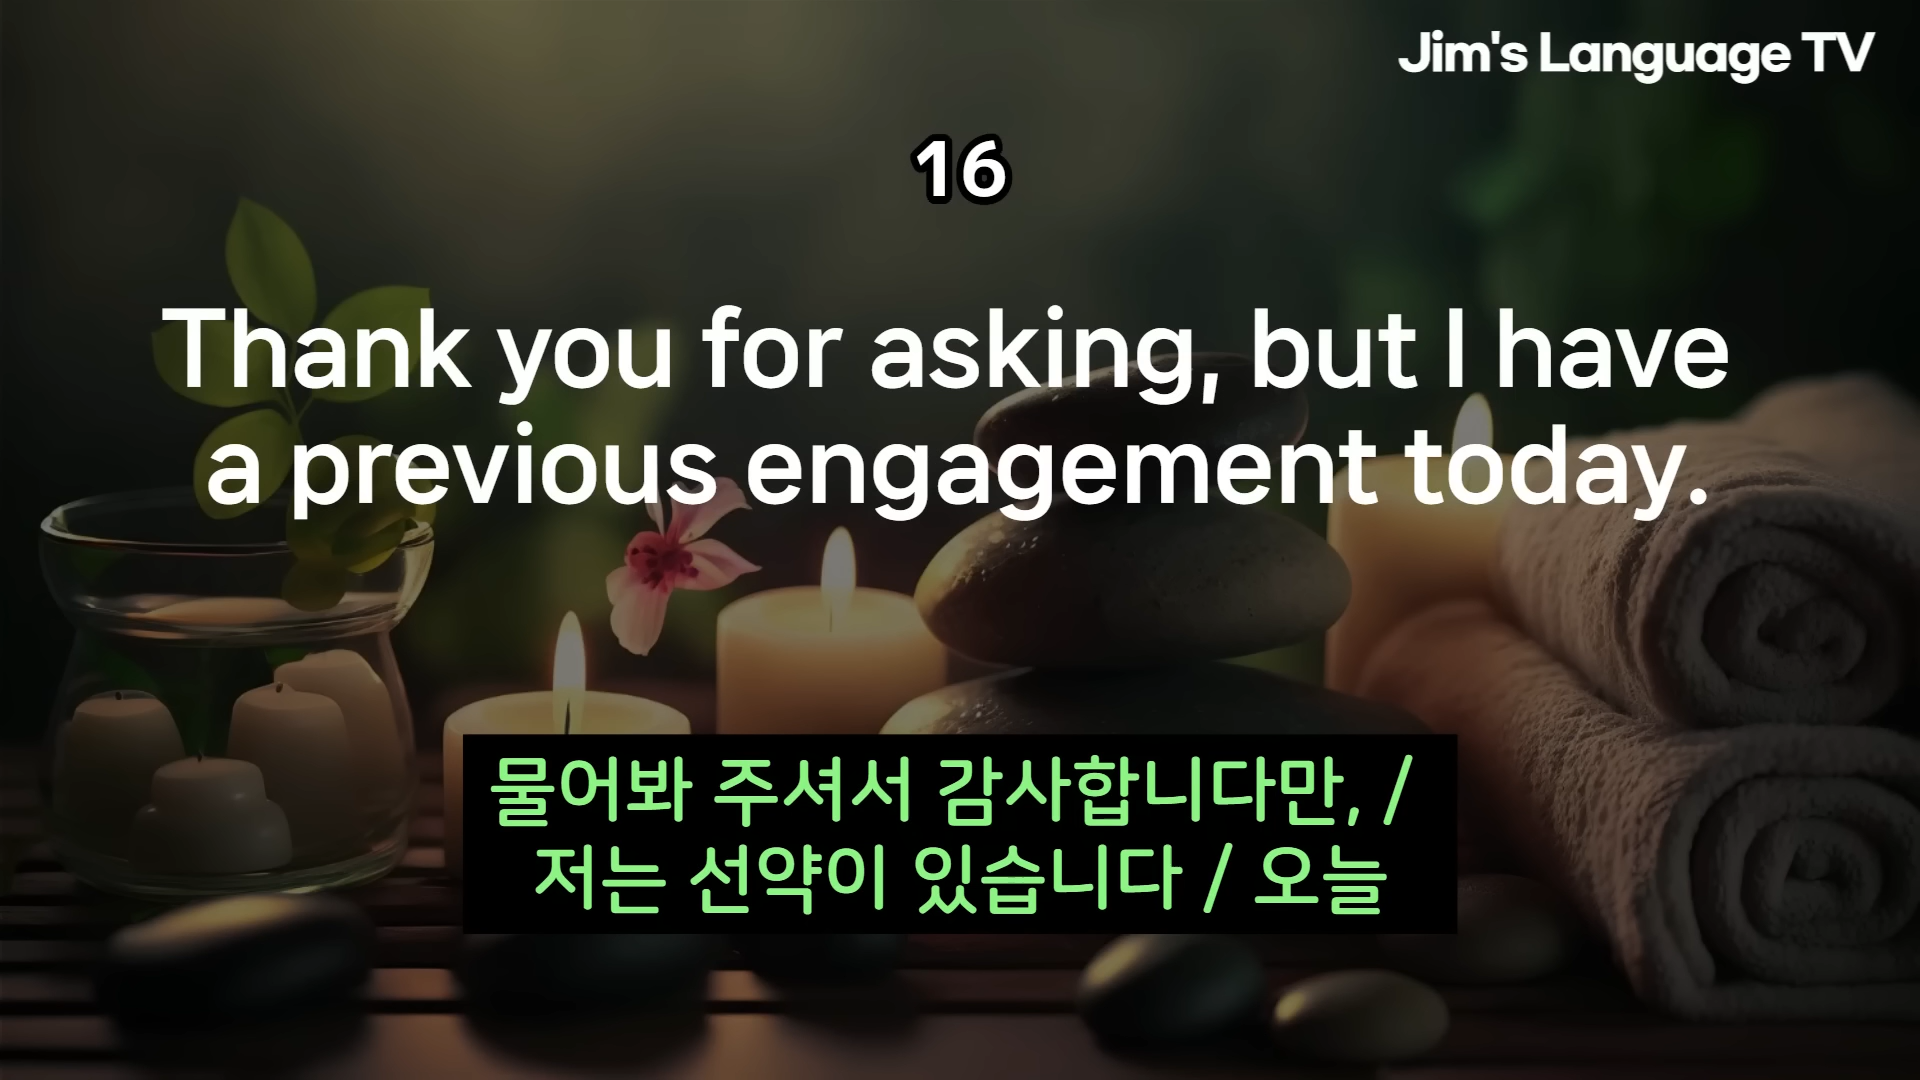 Jim's Language TV
16
Thank you for asking, but I have
a previous engagement today.
물어봐 주셔서 감사합니다만, /
저는 선약이 있습니다 / 오늘